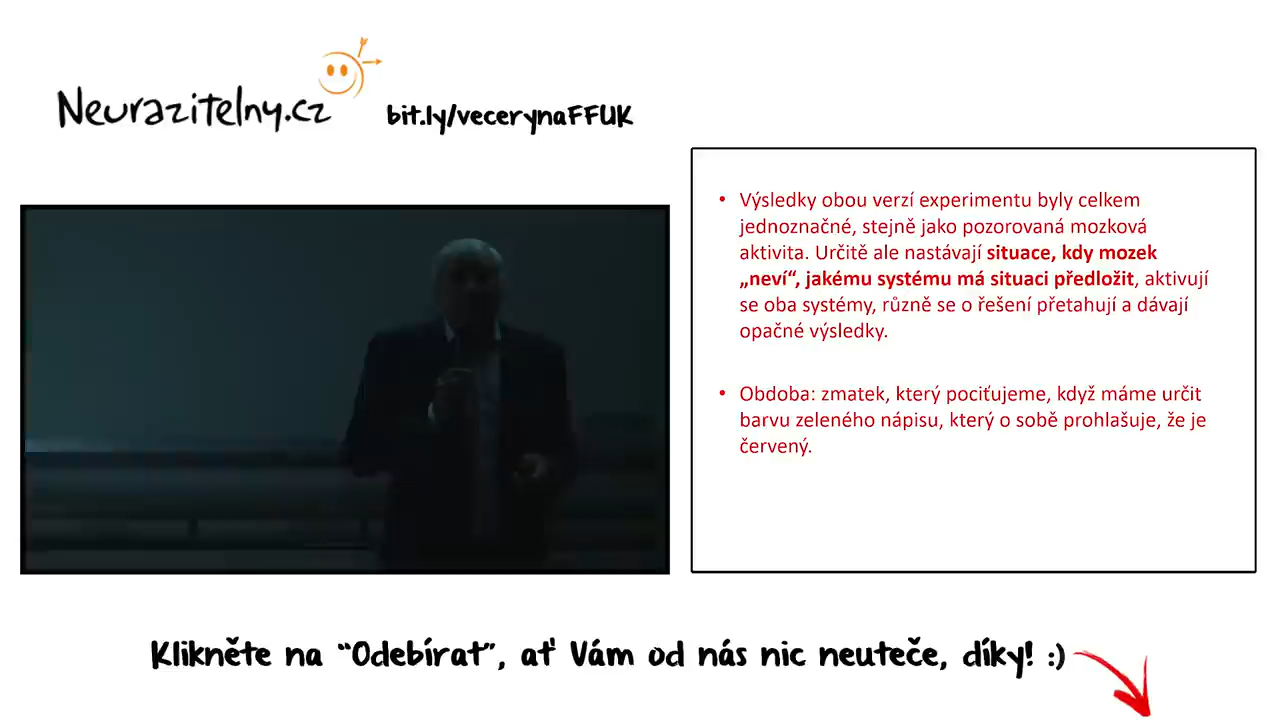 Neurazitelny.cz
bit.ly/vecerynaFFUK
• Výsledky obou verzí experimentu byly celkem
jednoznačné, stejně jako pozorovaná mozková
aktivita. Určitě ale nastávají situace, kdy mozek
„neví“, jakému systému má situaci předložit, aktivují
se oba systémy, různě se o řešení přetahují a dávají
opačné výsledky.
• Obdoba: zmatek, který pociťujeme, když máme určit
barvu zeleného nápisu, který o sobě prohlašuje, že je
červený.
Klikněte na “Odebírat”, ať Vám od nás nic neuteče, díky! :)